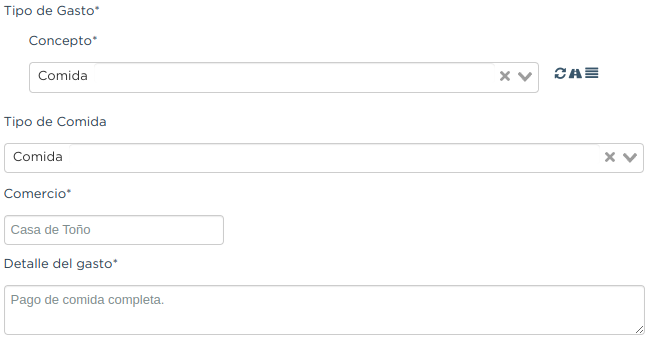 Tipo de Gasto*
Concepto*
Comida
Tipo de Comida
Comida
Comercio*
Casa de Toño
Detalle del gasto*
Pago de comida completa.